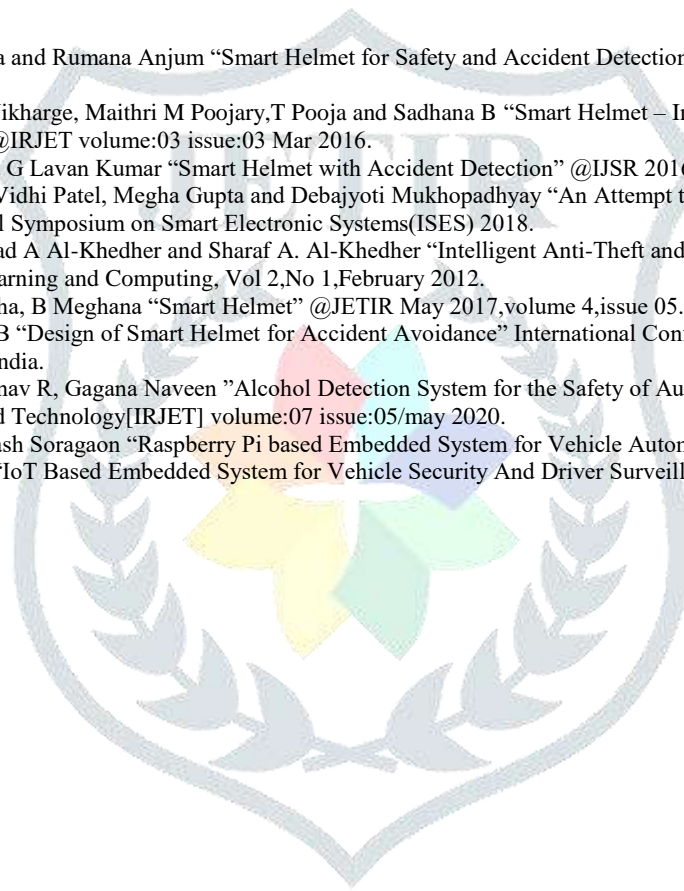 a and Rumana Anjum “Smart Helmet for Safety and Accident Detection
ikharge, Maithri M Poojary,T Pooja and Sadhana B “Smart Helmet – In
@IRJET volume:03 issue:03 Mar 2016.
G Lavan Kumar “Smart Helmet with Accident Detection” @IJSR 2016
Vidhi Patel, Megha Gupta and Debajyoti Mukhopadhyay “An Attempt t
l Symposium on Smart Electronic Systems(ISES) 2018.
ad A Al-Khedher and Sharaf A. Al-Khedher “Intelligent Anti-Theft and
arning and Computing, Vol 2,No 1,February 2012.
ha, B Meghana “Smart Helmet” @JETIR May 2017,volume 4,issue 05.
B “Design of Smart Helmet for Accident Avoidance” International Con
ndia.
nav R, Gagana Naveen ”Alcohol Detection System for the Safety of Au
d Technology[IRJET] volume:07 issue:05/may 2020.
ash Soragaon “Raspberry Pi based Embedded System for Vehicle Auton
“IoT Based Embedded System for Vehicle Security And Driver Surveill
JETIR